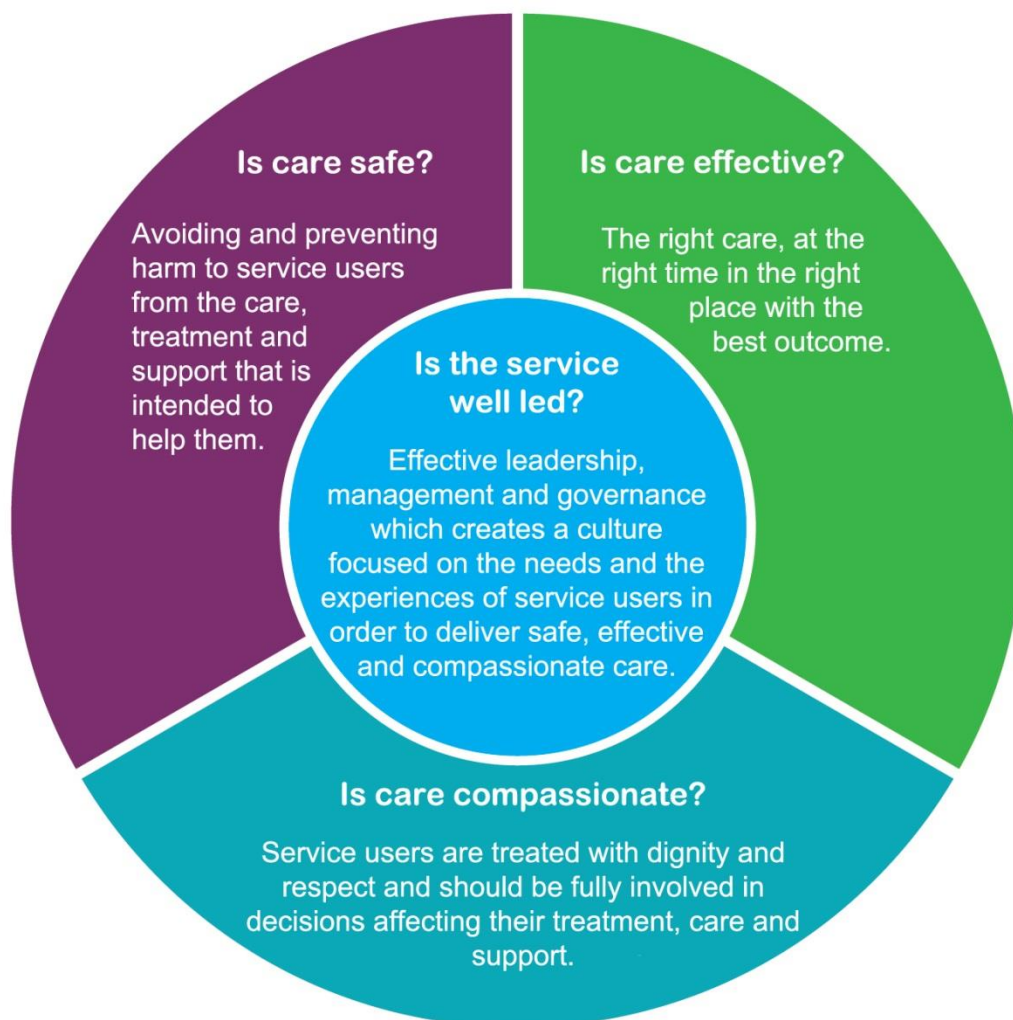 Is care safe?
Avoiding and preventing
harm to service users
from the care,
treatment and
support that is
intended to
help them.
Is care effective?
The right care, at the
right time in the right
place with the
best outcome.
Is the service
well led?
Effective leadership,
management and governance
which creates a culture
focused on the needs and the
experiences of service users in
order to deliver safe, effective
and compassionate care.
Is care compassionate?
Service users are treated with dignity and
respect and should be fully involved in
decisions affecting their treatment, care and
support.